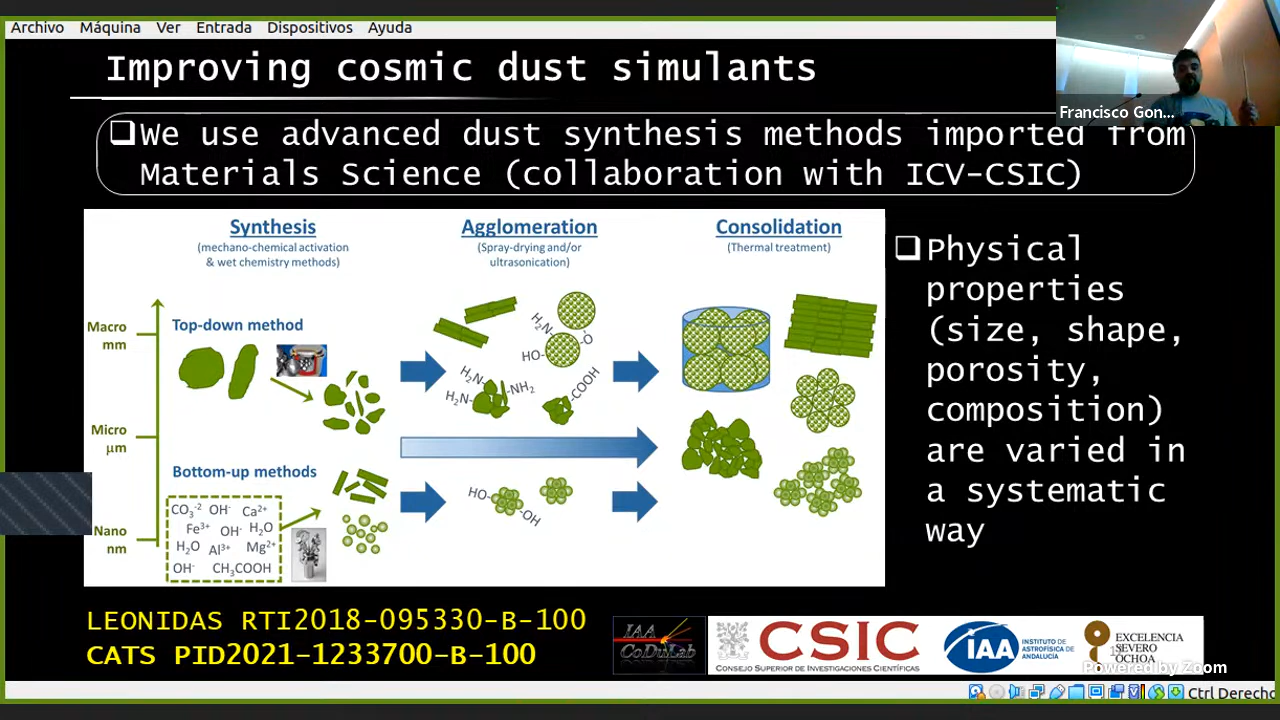 Archivo Máquina Ver Entrada Dispositivos Ayuda
Improving cosmic dust simulants
Francisco Gon...
❑We use advanced dust synthesis methods imported from
Materials Science (collaboration with ICV-CSIC)
Synthesis
(mechano-chemical activation
& wet chemistry methods)
Agglomeration
(Spray-drying and/or
ultrasonication)
Consolidation
(Thermal treatment)
Macro
mm
Top-down method
H₂N-
-O
HO-
H₂N-
-NH₂
H₂N-
-COOH
Micro
µm
Bottom-up methods
CO₃⁻² OH⁻ Ca²⁺
Fe³⁺ OH⁻ H₂O
H₂O Al³⁺ Mg²⁺
OH⁻ CH₃COOH
HO-
-OH
Nano
nm
❑Physical
properties
(size, shape,
porosity,
composition)
are varied in
a systematic
way
LEONIDAS RTI2018-095330-B-100
CATS PID2021-1233700-B-100
IAA
CoDuLab
CSIC
CONSEJO SUPERIOR DE INVESTIGACIONES CIENTÍFICAS
IAA
INSTITUTO DE
ASTROFÍSICA DE
ANDALUCÍA
EXCELENCIA
SEVERO
OCHOA
Powered by Zoom
Ctrl Derecho